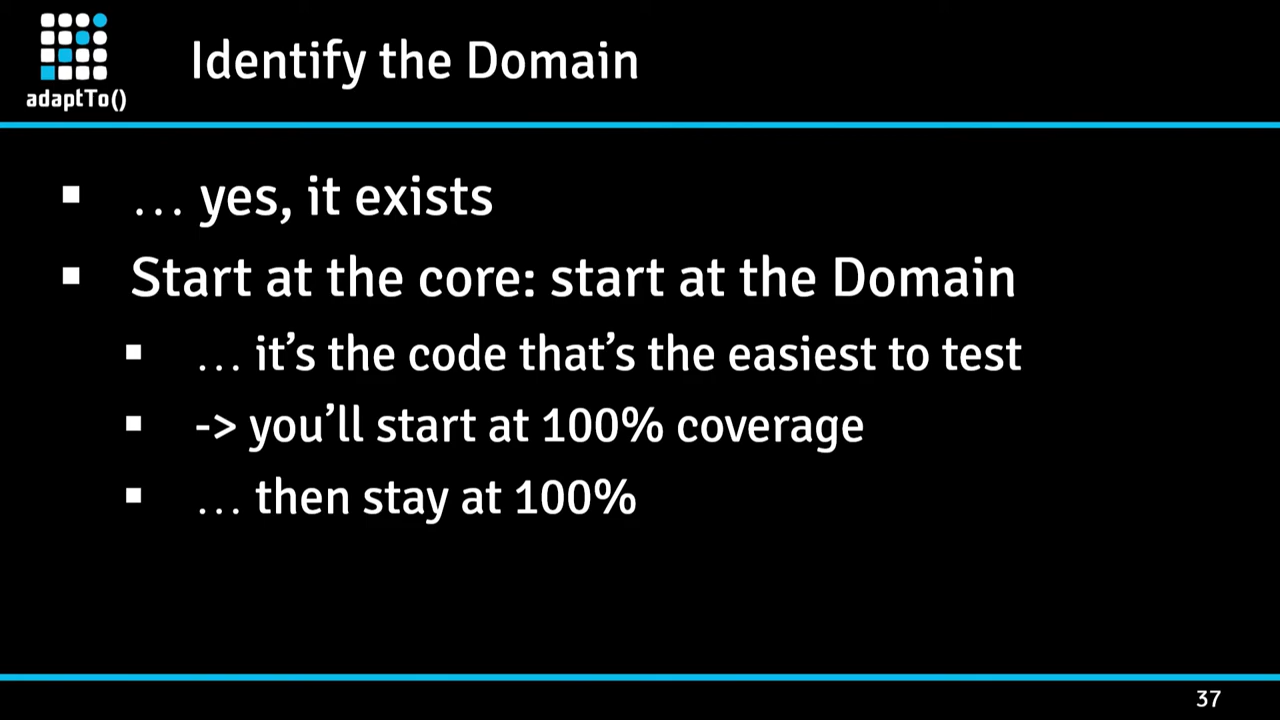 adaptTo()
Identify the Domain
… yes, it exists
Start at the core: start at the Domain
… it’s the code that’s the easiest to test
-> you’ll start at 100% coverage
… then stay at 100%
37